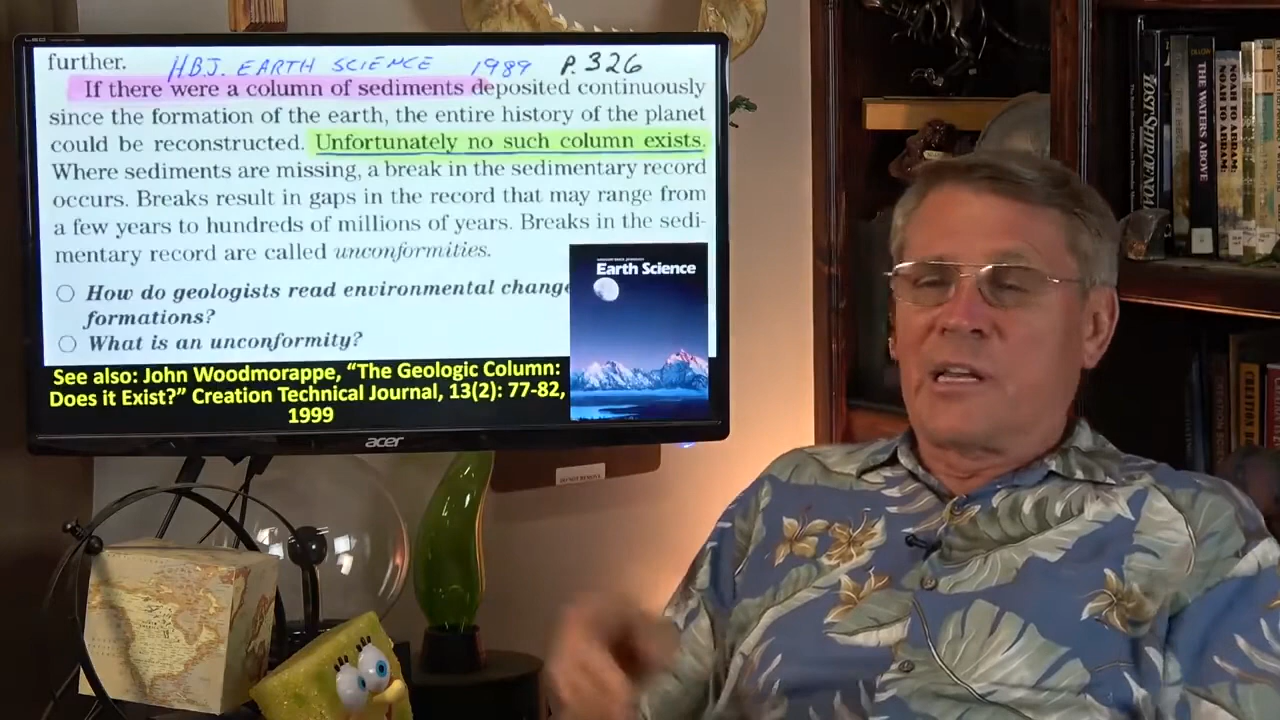 further.
HBJ. EARTH SCIENCE 1989 P. 326
If there were a column of sediments deposited continuously
since the formation of the earth, the entire history of the planet
could be reconstructed. Unfortunately no such column exists.
Where sediments are missing, a break in the sedimentary record
occurs. Breaks result in gaps in the record that may range from
a few years to hundreds of millions of years. Breaks in the sedi-
mentary record are called unconformities.
How do geologists read environmental change
formations?
What is an unconformity?
Earth Science
See also: John Woodmorappe, “The Geologic Column:
Does it Exist?” Creation Technical Journal, 13(2): 77-82,
1999
acer
DO NOT REMOVE
THE WATERS ABOVE